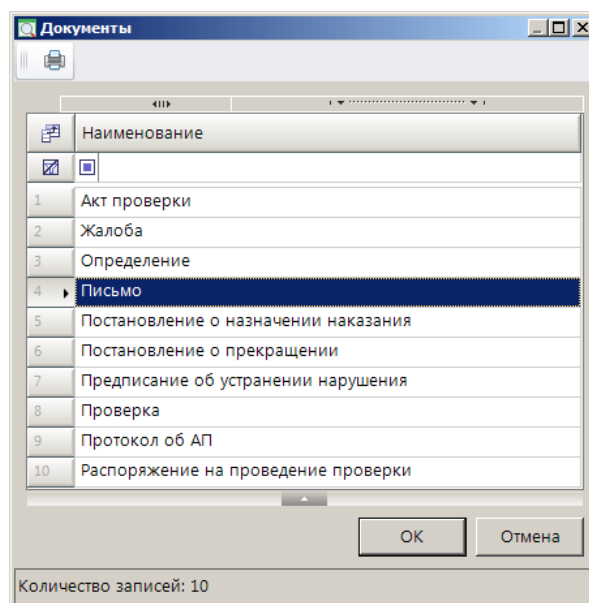 Документы
Наименование
1 Акт проверки
2 Жалоба
3 Определение
4 Письмо
5 Постановление о назначении наказания
6 Постановление о прекращении
7 Предписание об устранении нарушения
8 Проверка
9 Протокол об АП
10 Распоряжение на проведение проверки
ОК Отмена
Количество записей: 10